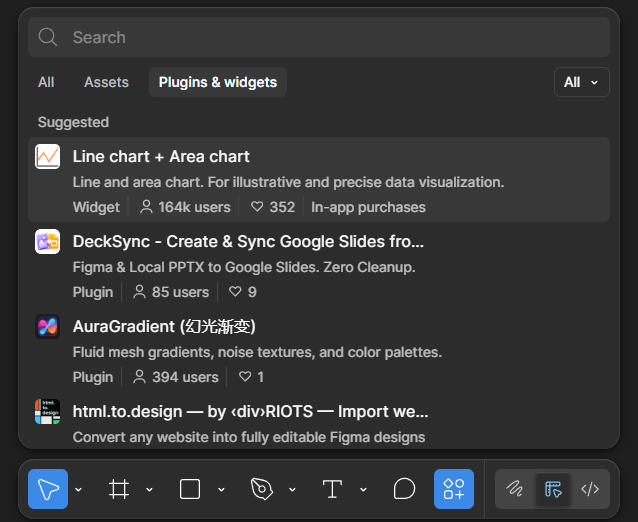 Search
All Assets Plugins & widgets All
Suggested
Line chart + Area chart
Line and area chart. For illustrative and precise data visualization.
Widget 164k users 352 In-app purchases
DeckSync - Create & Sync Google Slides fro...
Figma & Local PPTX to Google Slides. Zero Cleanup.
Plugin 85 users 9
AuraGradient (幻光渐变)
Fluid mesh gradients, noise textures, and color palettes.
Plugin 394 users 1
html.
to.
design
html.to.design — by ‹div›RIOTS — Import we...
Convert any website into fully editable Figma designs